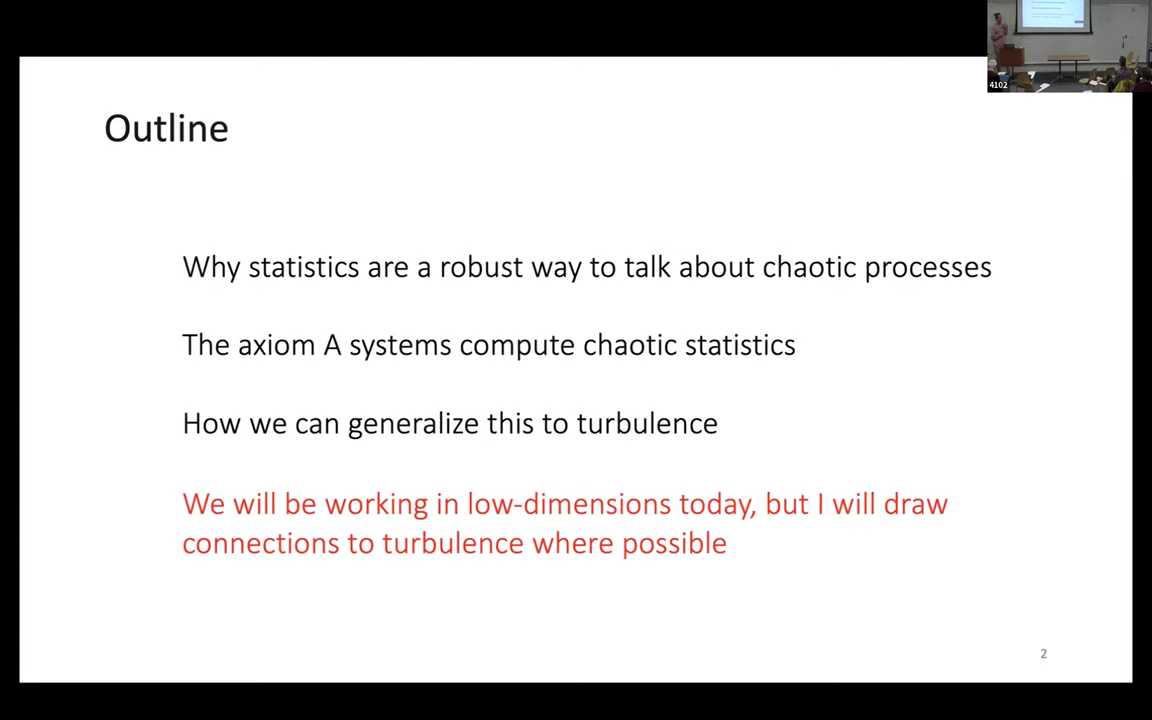 4102
Outline
Why statistics are a robust way to talk about chaotic processes
The axiom A systems compute chaotic statistics
How we can generalize this to turbulence
We will be working in low-dimensions today, but I will draw
connections to turbulence where possible
2